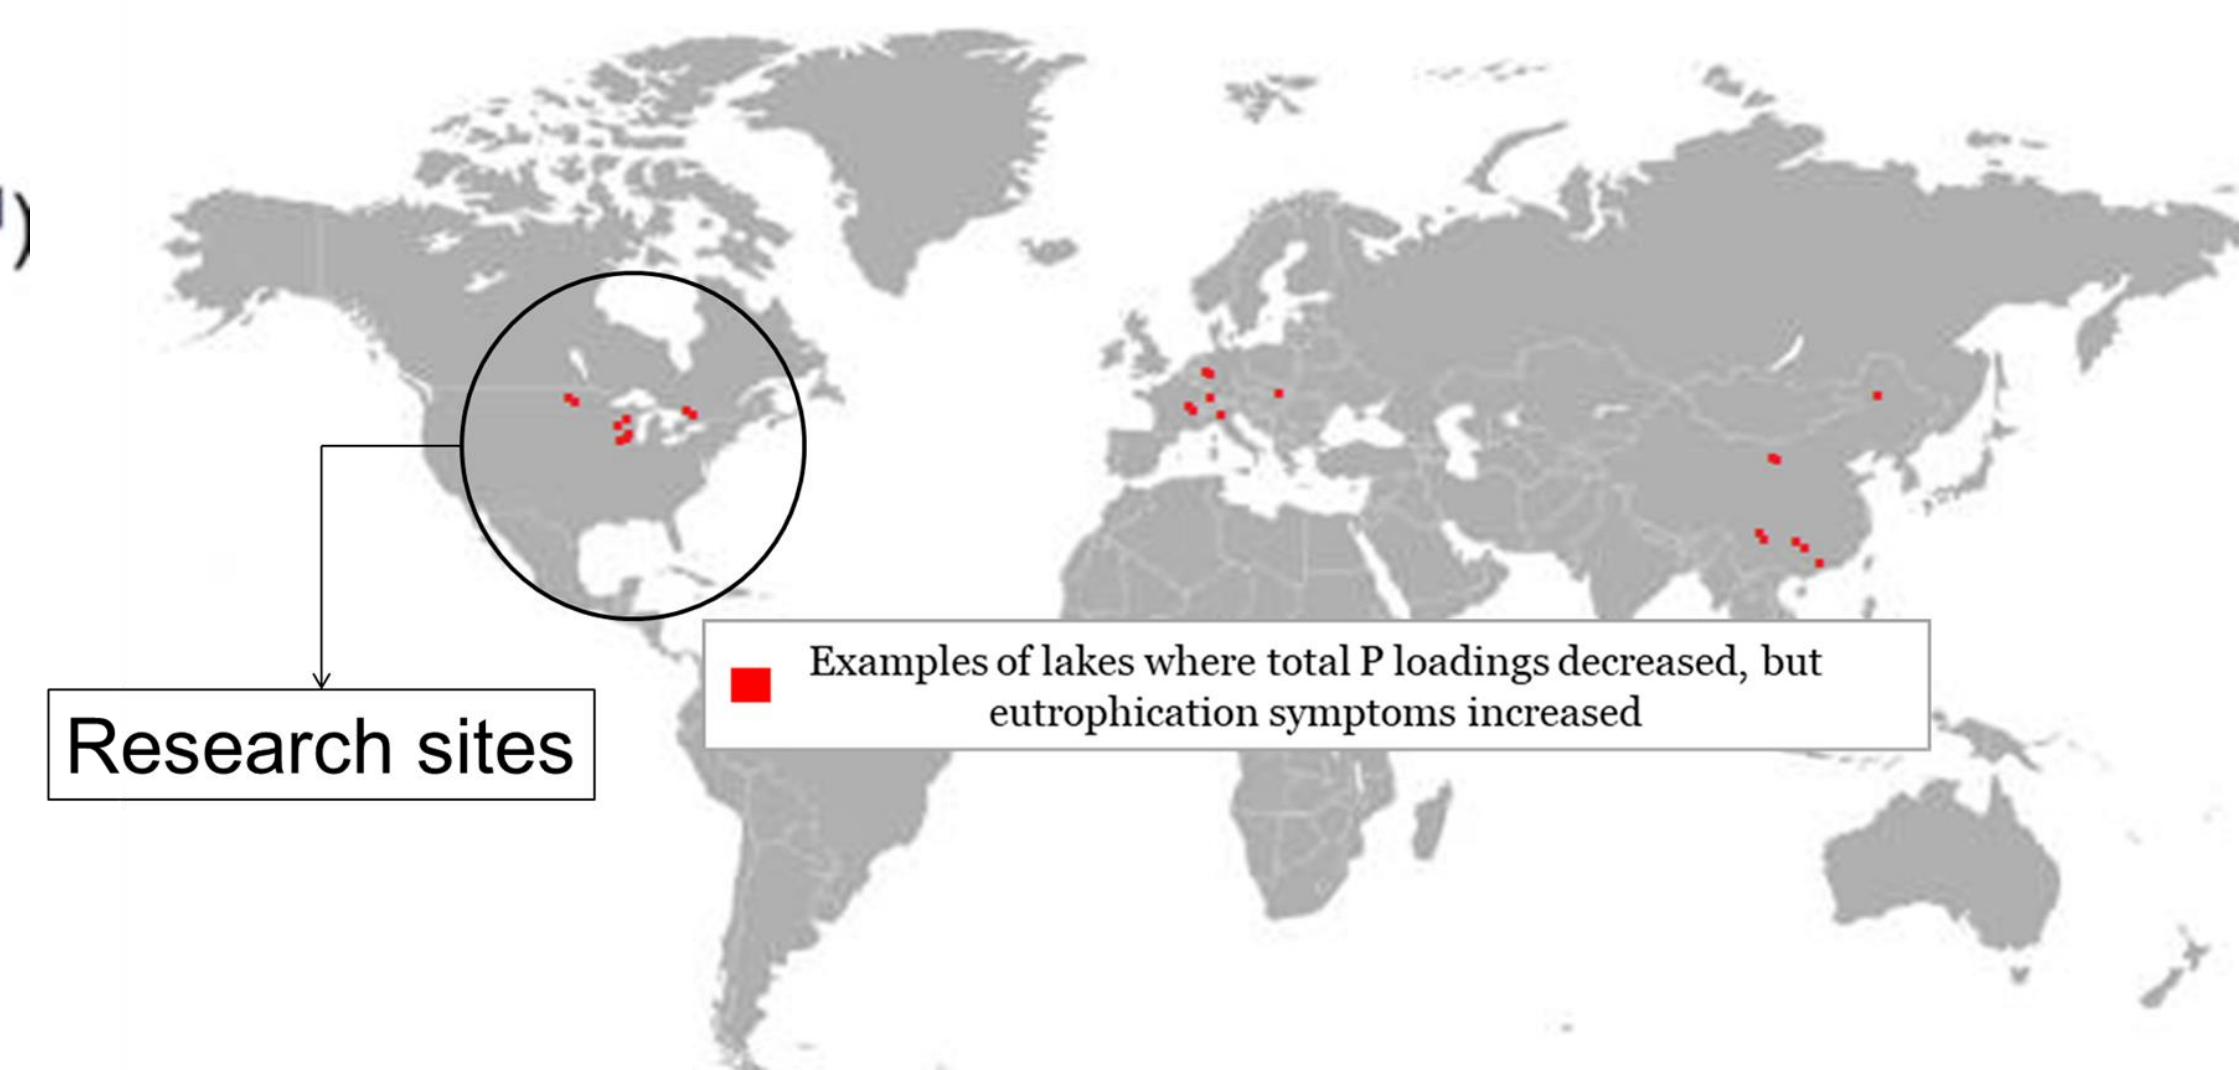 )
Examples of lakes where total P loadings decreased, but
eutrophication symptoms increased
Research sites